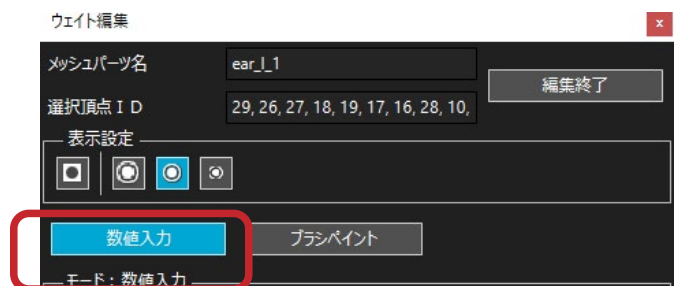 ウェイト編集
x
メッシュパーツ名
ear_l_1
編集終了
選択頂点ＩＤ
29, 26, 27, 18, 19, 17, 16, 28, 10,
表示設定
数値入力
ブラシペイント
モード：数値入力